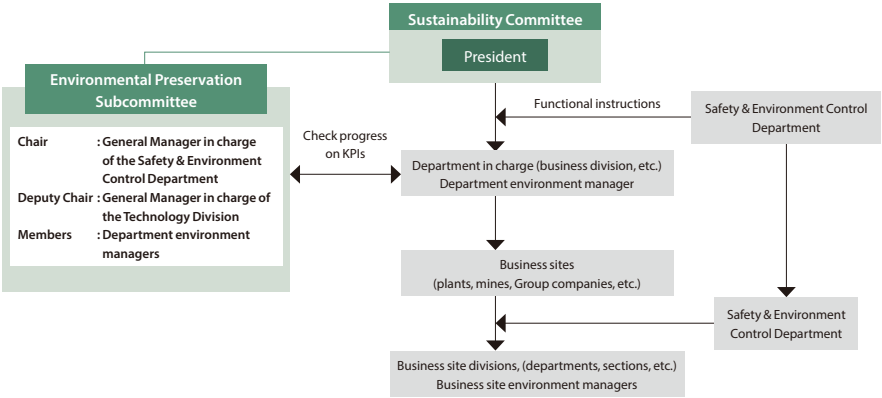 Sustainability Committee
President
Environmental Preservation
Subcommittee
Chair : General Manager in charge
of the Safety & Environment
Control Department
Deputy Chair : General Manager in charge of
the Technology Division
Members : Department environment
managers
Check progress
on KPIs
Functional instructions
Safety & Environment Control
Department
Department in charge (business division, etc.)
Department environment manager
Business sites
(plants, mines, Group companies, etc.)
Safety & Environment
Control Department
Business site divisions, (departments, sections, etc.)
Business site environment managers